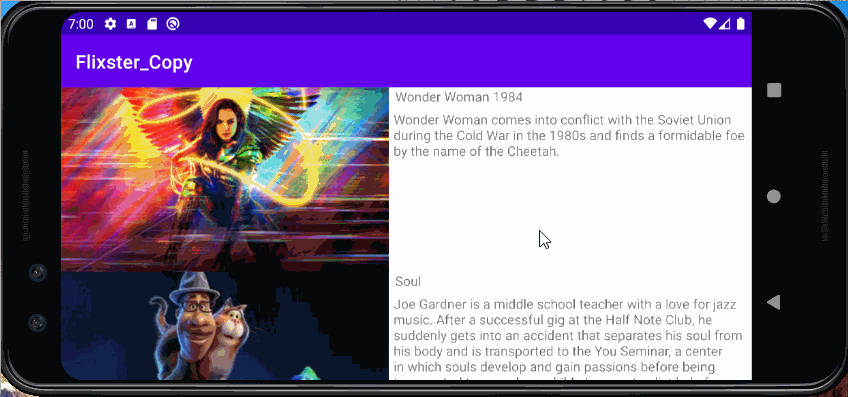 7:00
Flixster_Copy
Wonder Woman 1984
Wonder Woman comes into conflict with the Soviet Union
during the Cold War in the 1980s and finds a formidable foe
by the name of the Cheetah.
Soul
Joe Gardner is a middle school teacher with a love for jazz
music. After a successful gig at the Half Note Club, he
suddenly gets into an accident that separates his soul from
his body and is transported to the You Seminar, a center
in which souls develop and gain passions before being